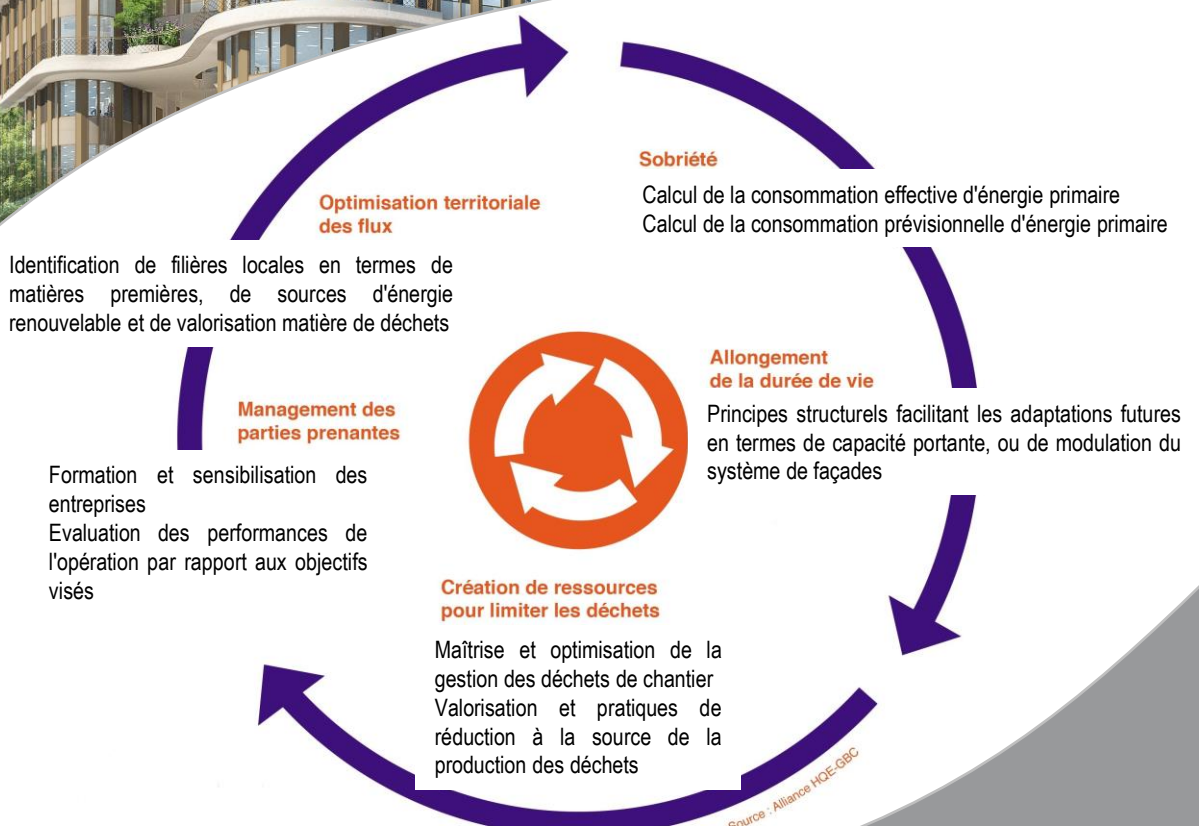 Sobriété
Calcul de la consommation effective d'énergie primaire
Calcul de la consommation prévisionnelle d'énergie primaire
Optimisation territoriale
des flux
Identification de filières locales en termes de
matières premières, de sources d'énergie
renouvelable et de valorisation matière de déchets
Allongement
de la durée de vie
Principes structurels facilitant les adaptations futures
en termes de capacité portante, ou de modulation du
système de façades
Management des
parties prenantes
Formation et sensibilisation des
entreprises
Evaluation des performances de
l'opération par rapport aux objectifs
visés
Création de ressources
pour limiter les déchets
Maîtrise et optimisation de la
gestion des déchets de chantier
Valorisation et pratiques de
réduction à la source de la
production des déchets
Source : Alliance HQE-GBC